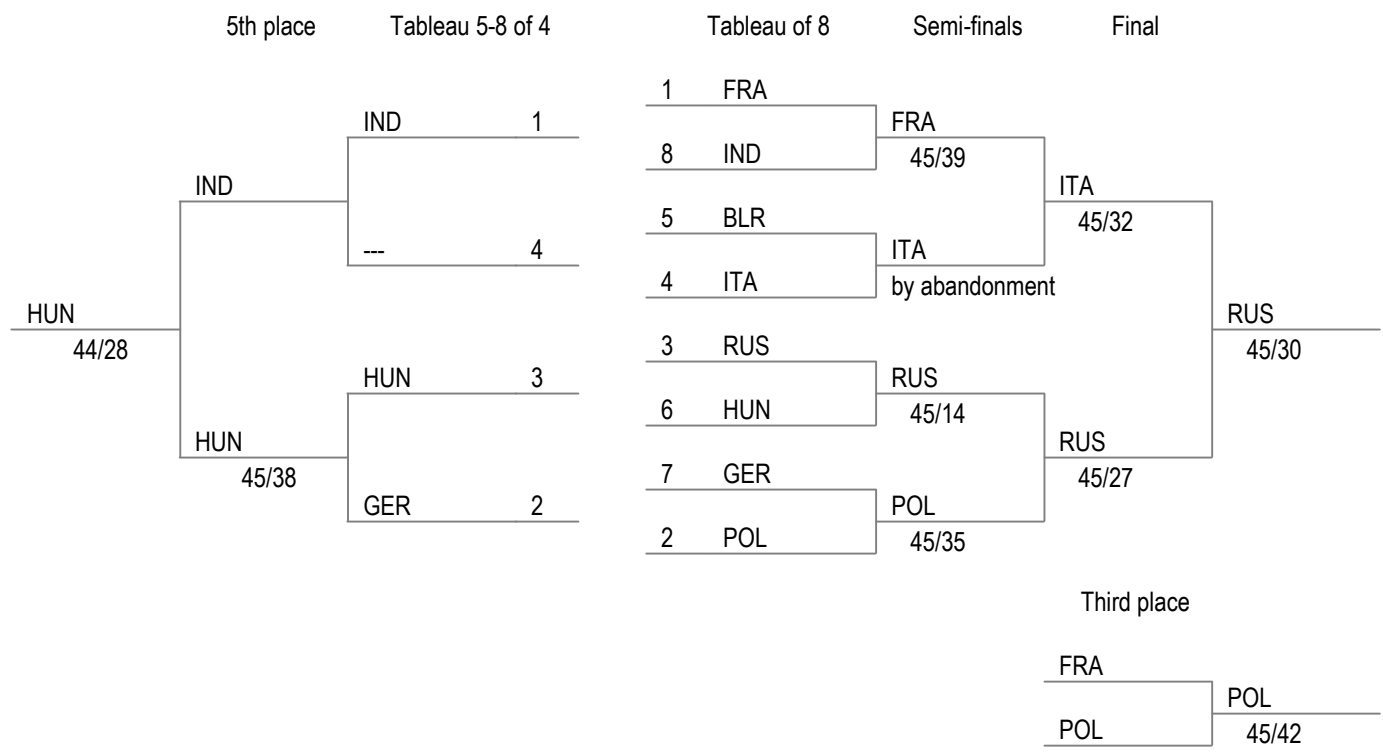 5th place Tableau 5-8 of 4 Tableau of 8 Semi-finals Final
1 FRA
IND 1 FRA
8 IND 45/39
IND ITA
5 BLR 45/32
--- 4 ITA
4 ITA by abandonment
HUN RUS
44/28 3 RUS 45/30
HUN 3 RUS
6 HUN 45/14
HUN RUS
45/38 7 GER 45/27
GER 2 POL
2 POL 45/35
Third place
FRA
POL
POL 45/42